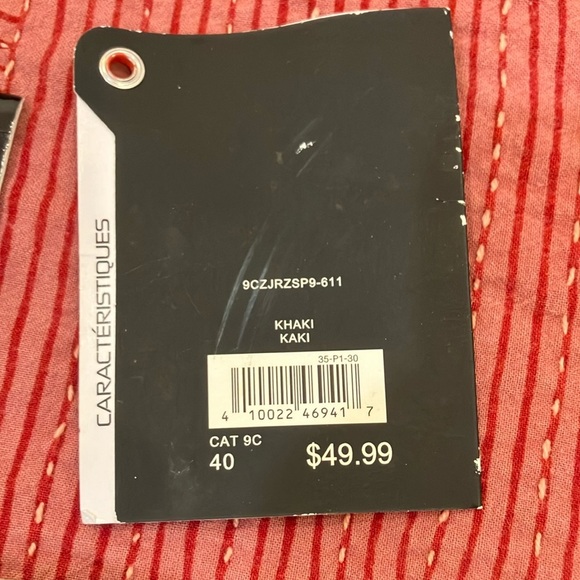 CARACTÉRISTIQUES
9CZJRZSP9-611
KHAKI
KAKI
35-P1-30
4 10022 46941 7
CAT 9C
40 $49.99